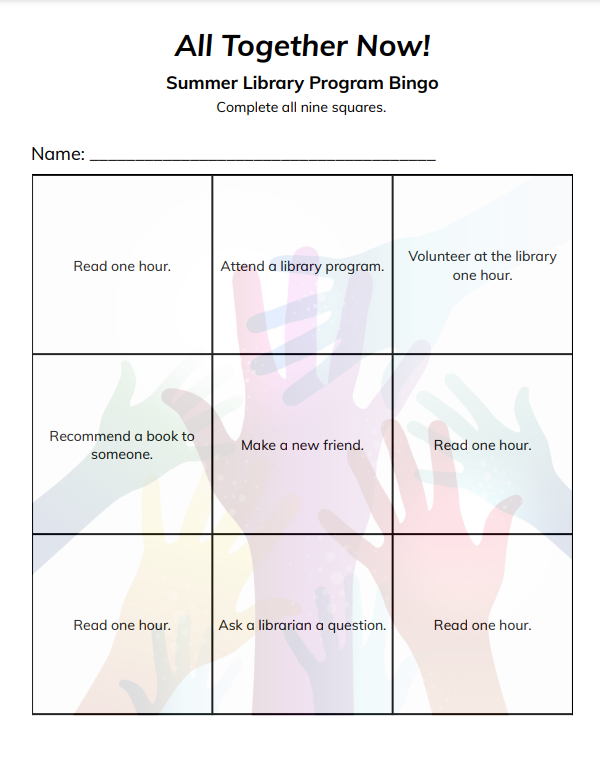 All Together Now!
Summer Library Program Bingo
Complete all nine squares.
Name: ___________________________________
Read one hour.
Attend a library program.
Volunteer at the library
one hour.
Recommend a book to
someone.
Make a new friend.
Read one hour.
Read one hour.
Ask a librarian a question.
Read one hour.